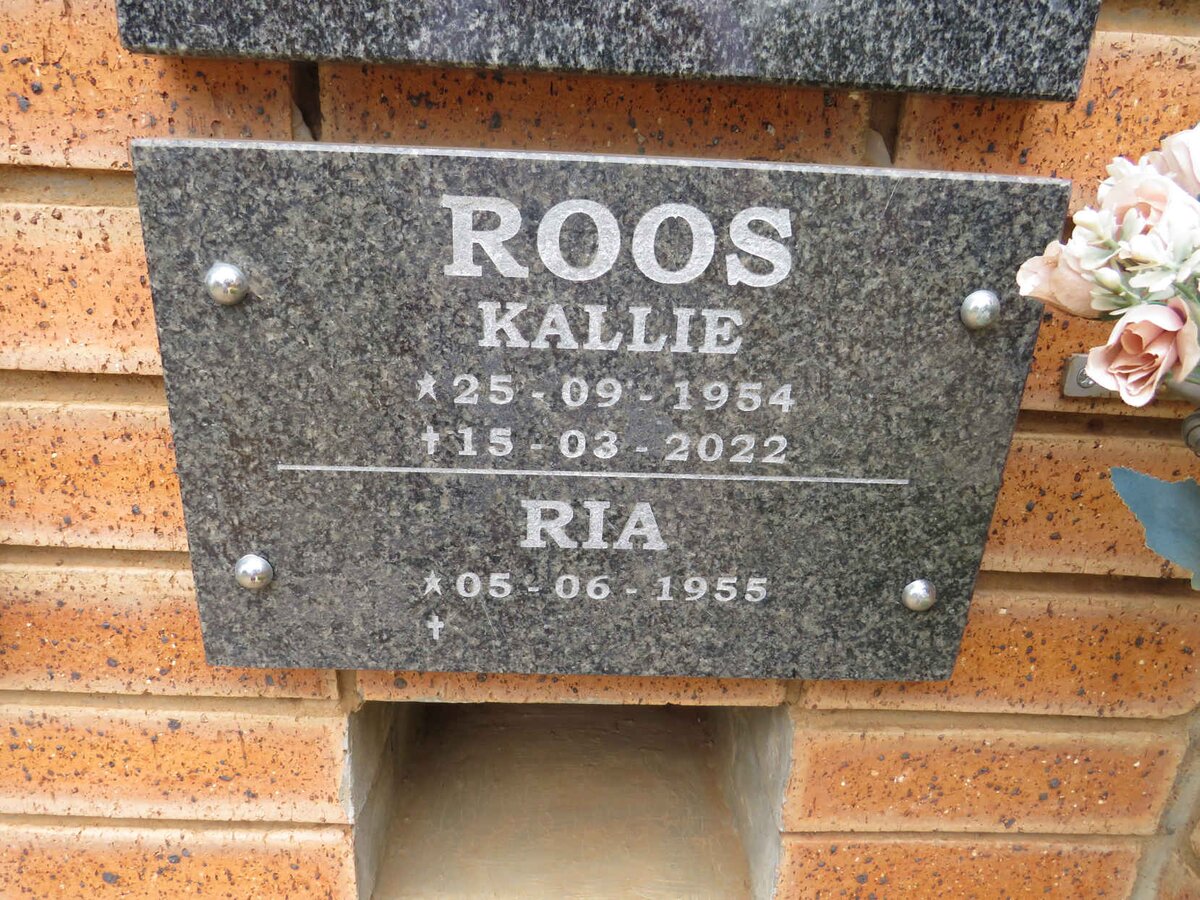 ROOS
KALLIE
★ 25 - 09 - 1954
✝ 15 - 03 - 2022
RIA
★ 05 - 06 - 1955
✝